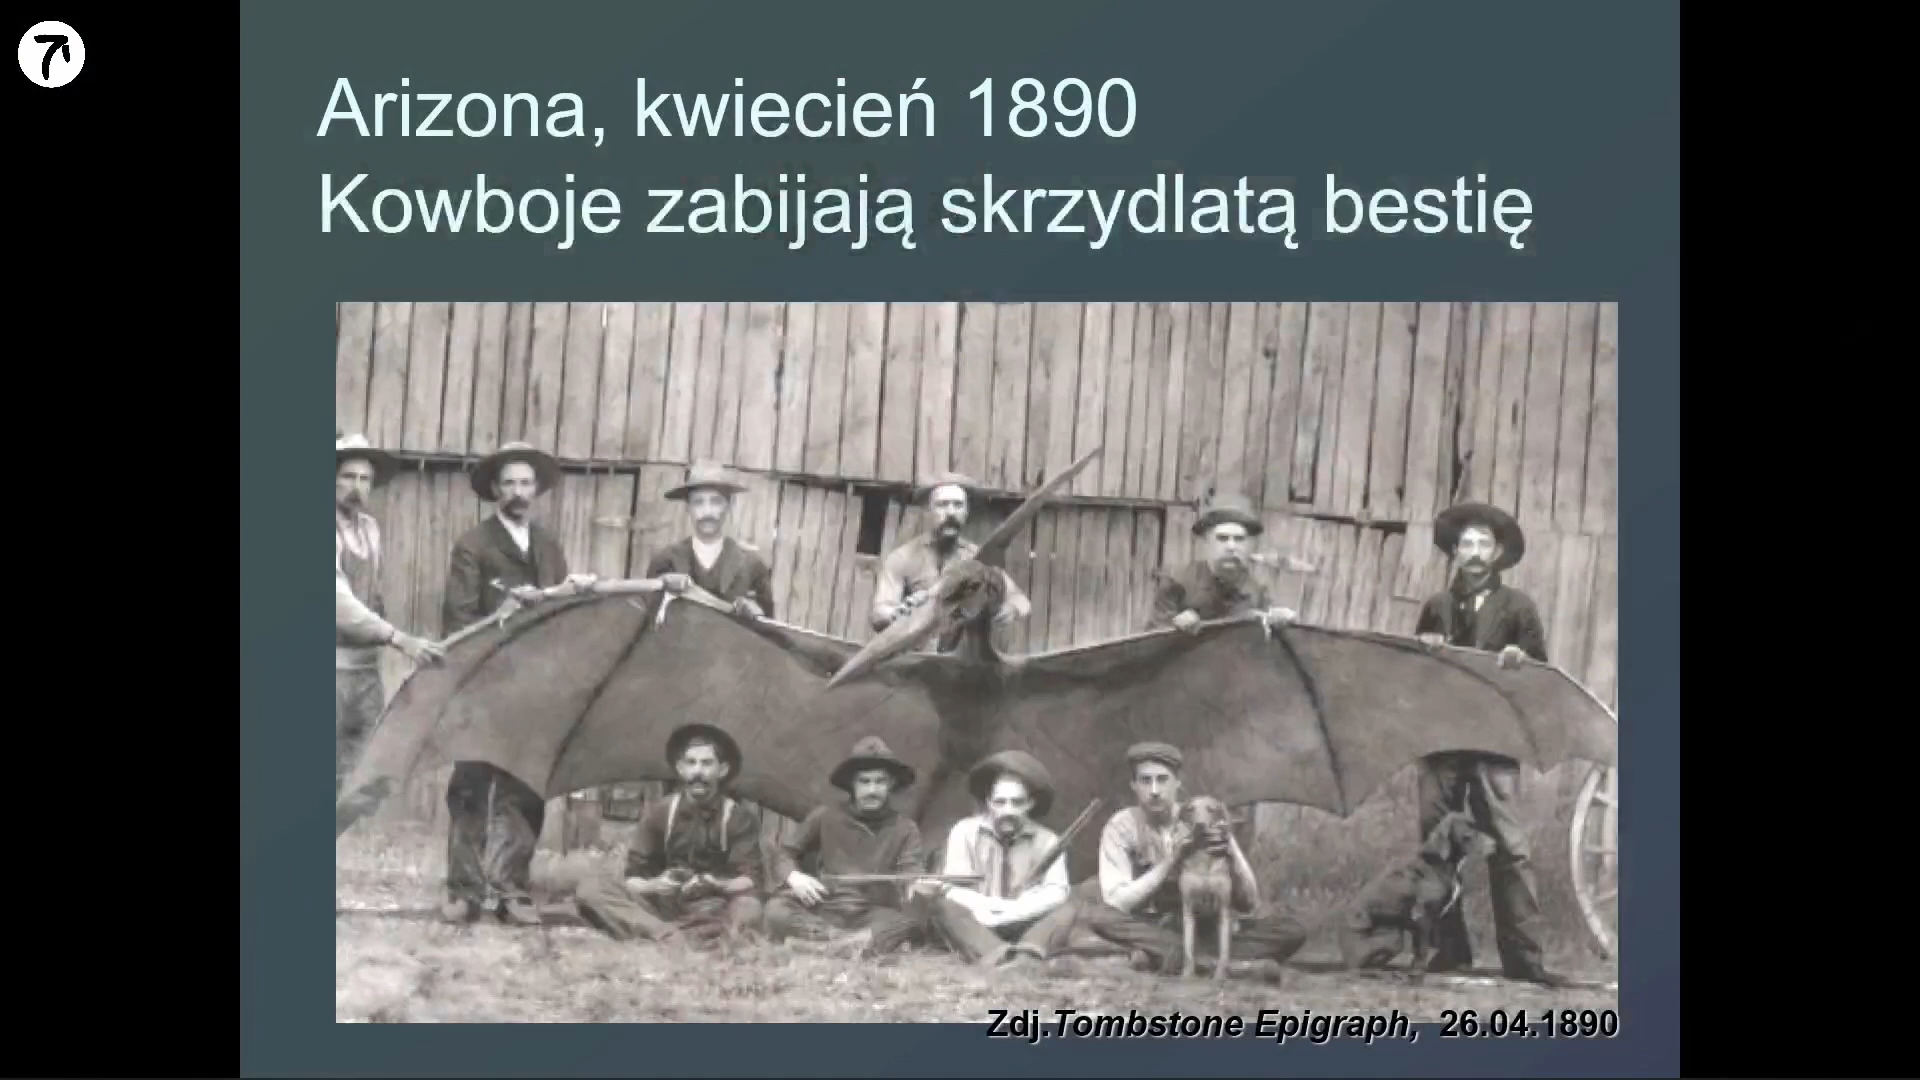 Arizona, kwiecień 1890
Kowboje zabijają skrzydlatą bestię
Zdj.Tombstone Epigraph, 26.04.1890